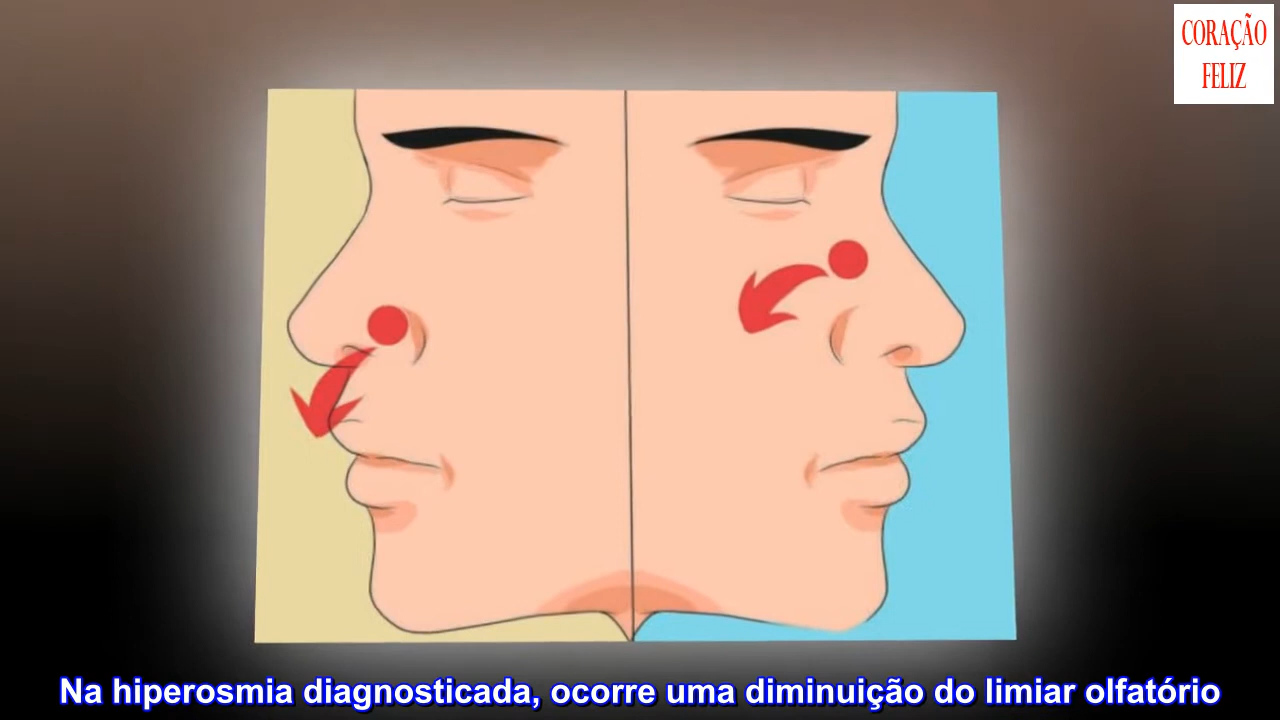 CORAÇÃO
FELIZ
Na hiperosmia diagnosticada, ocorre uma diminuição do limiar olfatório